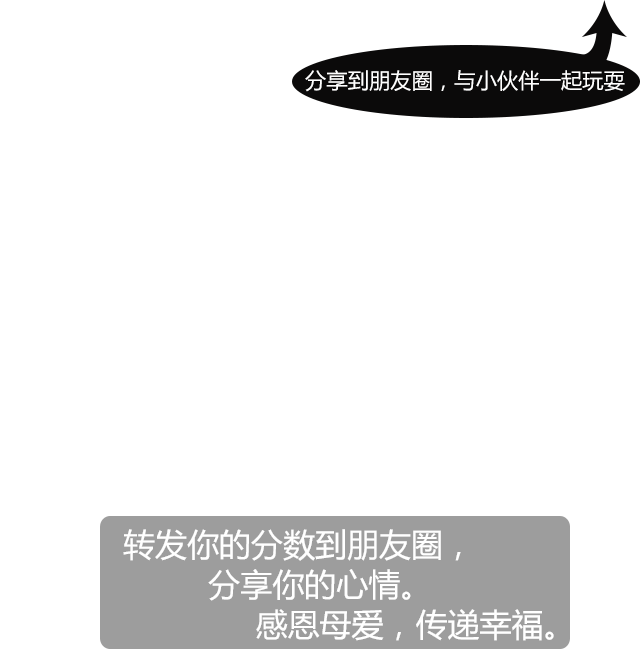 分享到朋友圈，与小伙伴一起玩耍
转发你的分数到朋友圈，
分享你的心情。
感恩母爱，传递幸福。